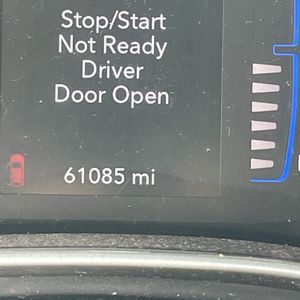 Stop/Start
Not Ready
Driver
Door Open
61085 mi